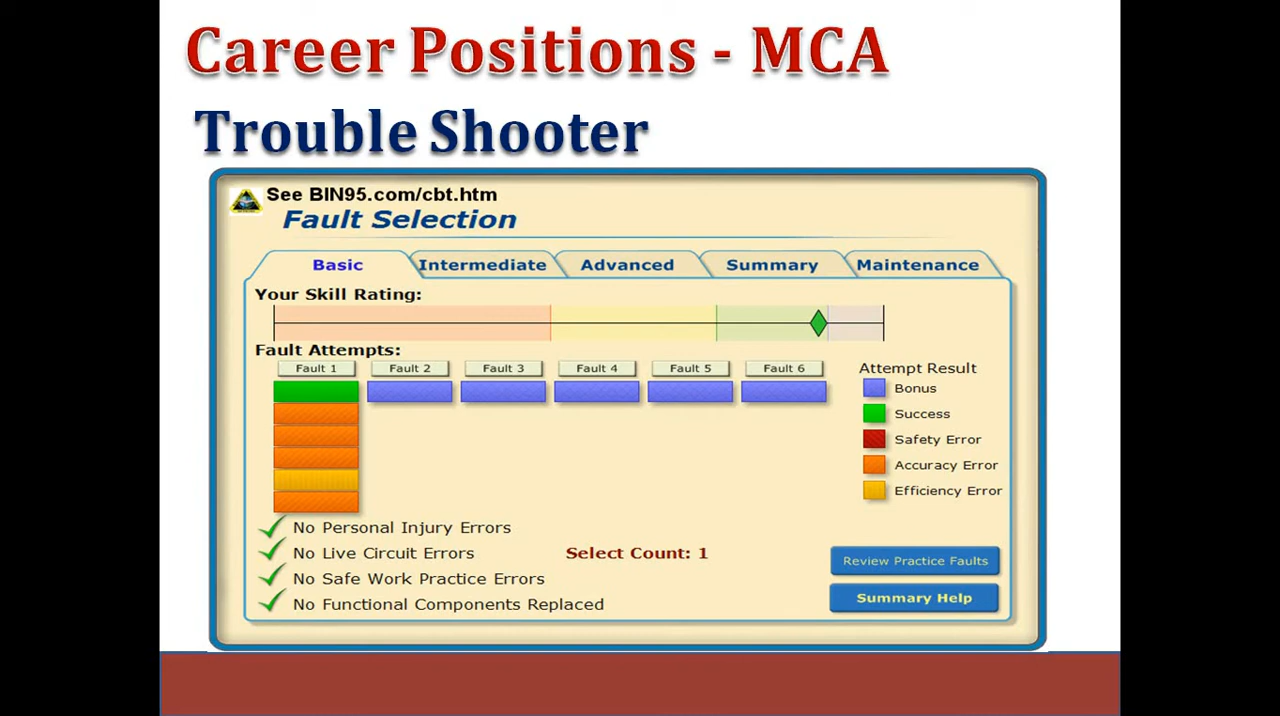 Career Positions - MCA
Trouble Shooter
See BIN95.com/cbt.htm
Fault Selection
Basic Intermediate Advanced Summary Maintenance
Your Skill Rating:
Fault Attempts:
Fault 1 Fault 2 Fault 3 Fault 4 Fault 5 Fault 6
Attempt Result
Bonus
Success
Safety Error
Accuracy Error
Efficiency Error
No Personal Injury Errors
No Live Circuit Errors
No Safe Work Practice Errors
No Functional Components Replaced
Select Count: 1
Review Practice Faults
Summary Help